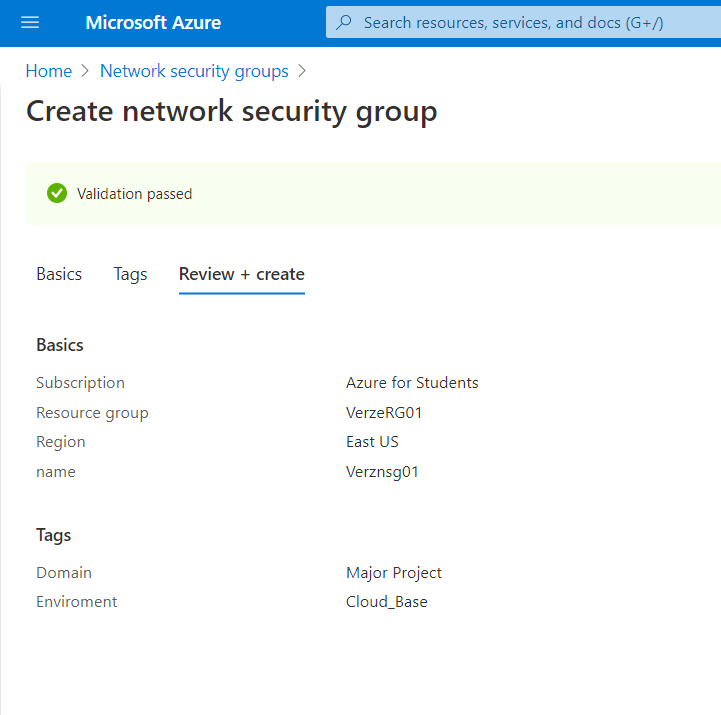 Microsoft Azure
Search resources, services, and docs (G+/)
Home > Network security groups >
Create network security group
Validation passed
Basics Tags Review + create
Basics
Subscription Azure for Students
Resource group VerzeRG01
Region East US
name Verznsg01
Tags
Domain Major Project
Enviroment Cloud_Base